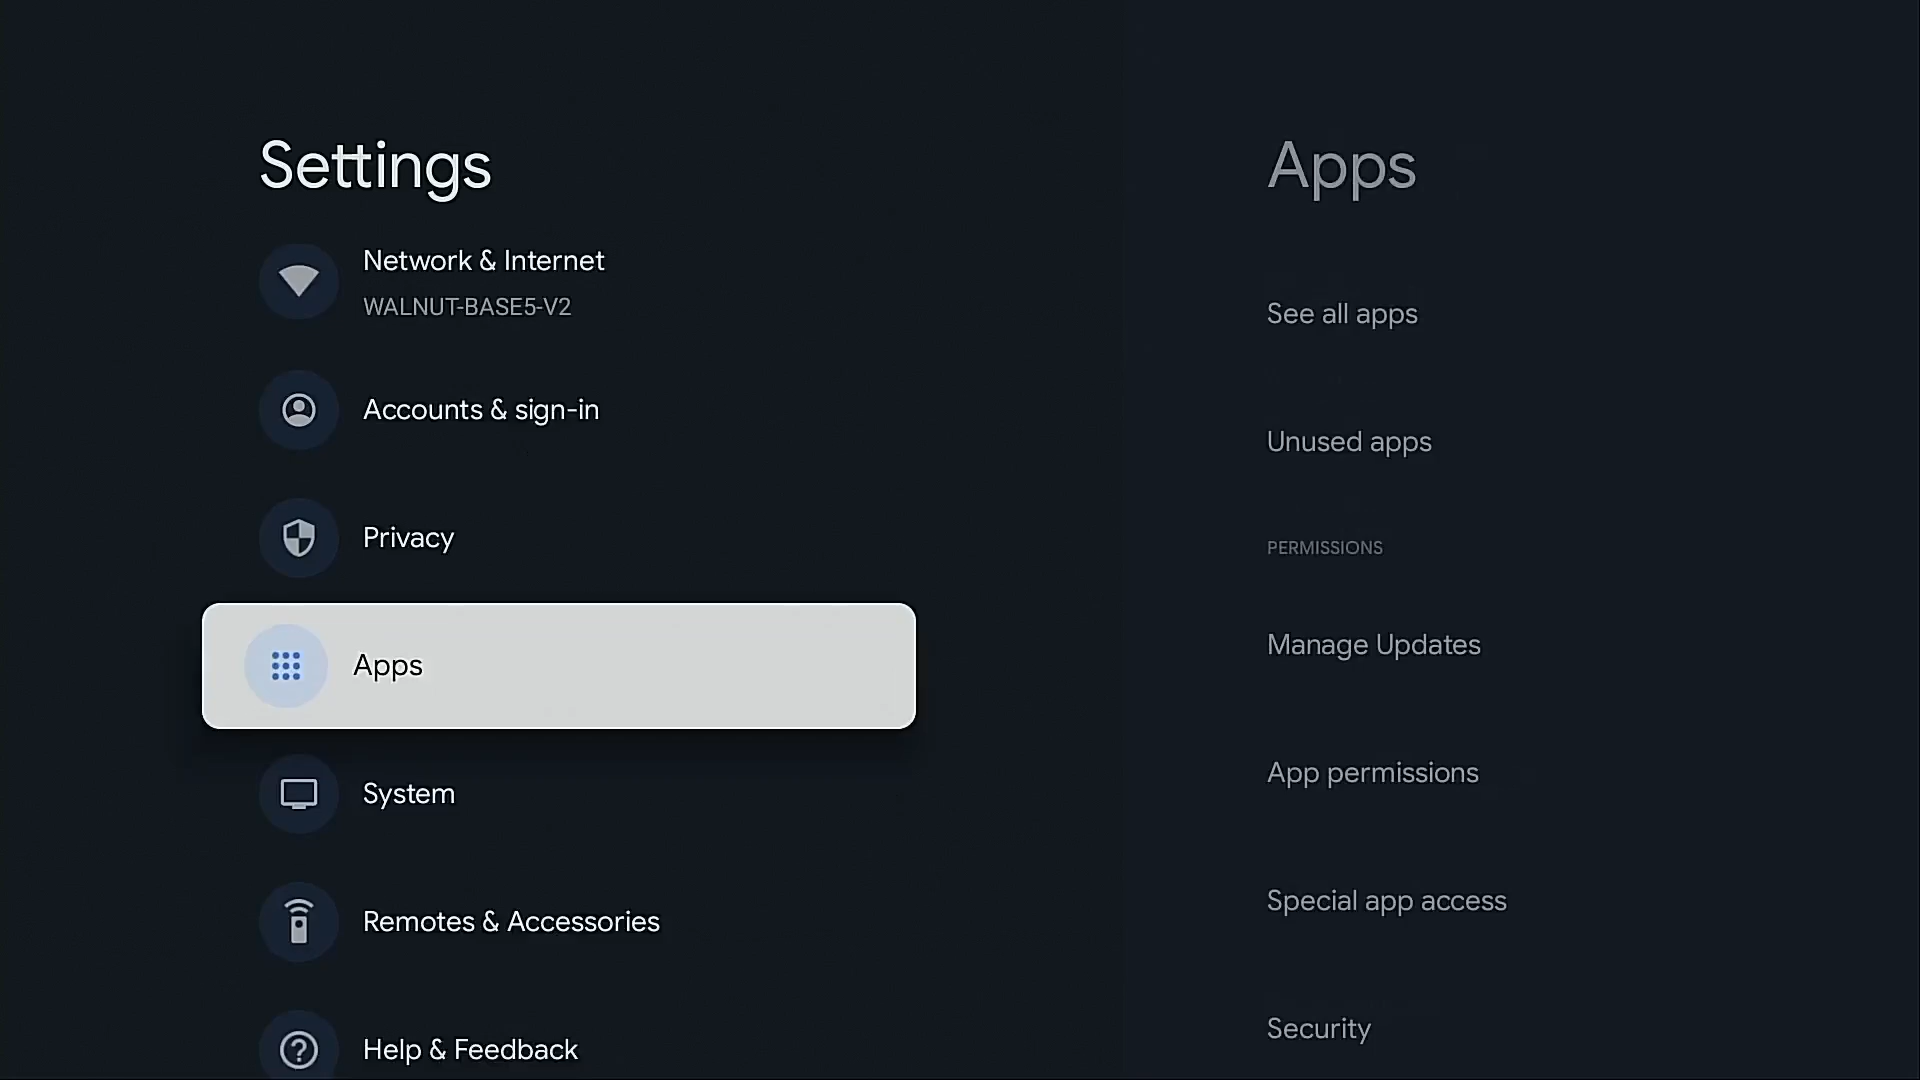 Settings
Network & Internet
WALNUT-BASE5-V2
Accounts & sign-in
Privacy
Apps
System
Remotes & Accessories
Help & Feedback
Apps
See all apps
Unused apps
PERMISSIONS
Manage Updates
App permissions
Special app access
Security